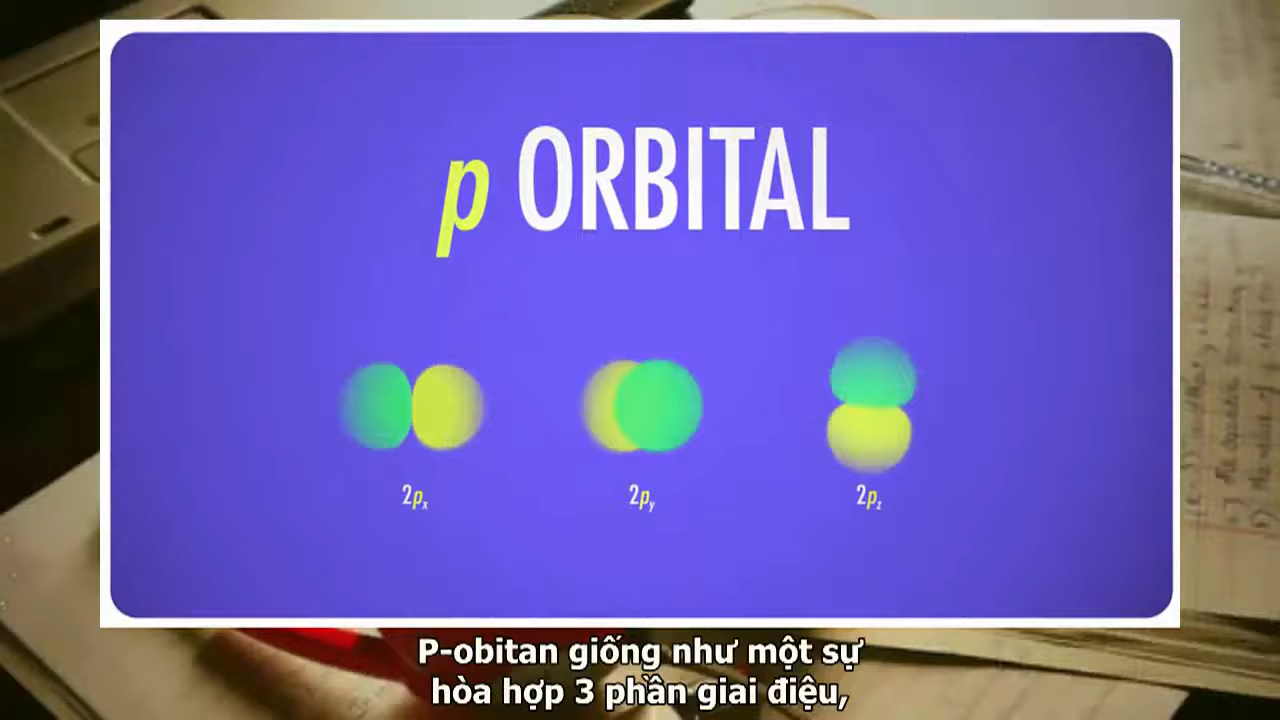 p ORBITAL
2px 2py 2pz
P-obitan giống như một sự
hòa hợp 3 phần giai điệu,